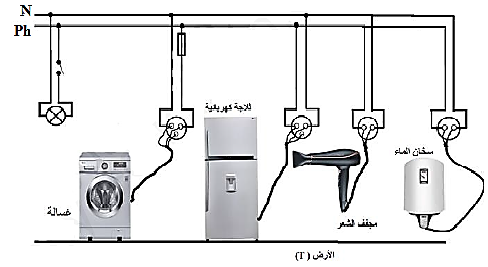 N
Ph
ثلاجة كهربائية
سخان الماء
غسالة
مجفف الشعر
الأرض ( T )